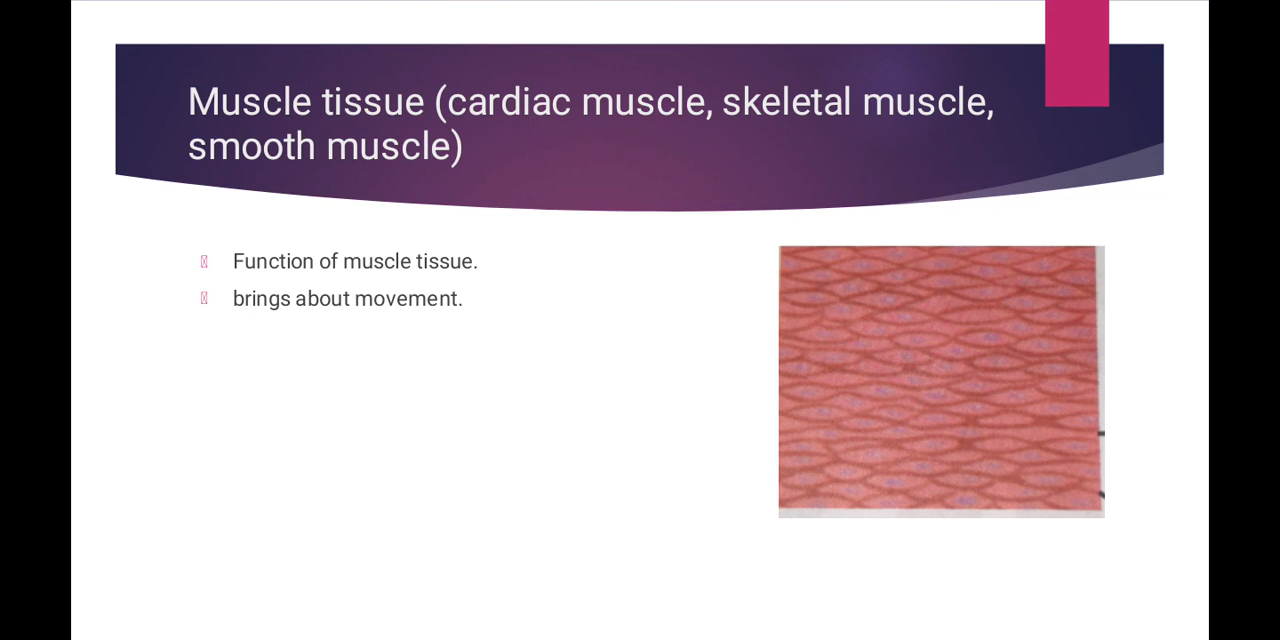 Muscle tissue (cardiac muscle, skeletal muscle,
smooth muscle)
Function of muscle tissue.
brings about movement.